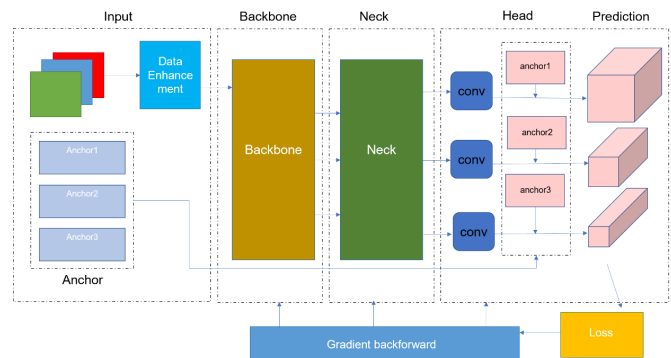 Input
Backbone
Neck
Head
Prediction
Data
Enhance
ment
Anchor1
Anchor2
Anchor3
Anchor
Backbone
Neck
conv
conv
conv
anchor1
anchor2
anchor3
Gradient backforward
Loss